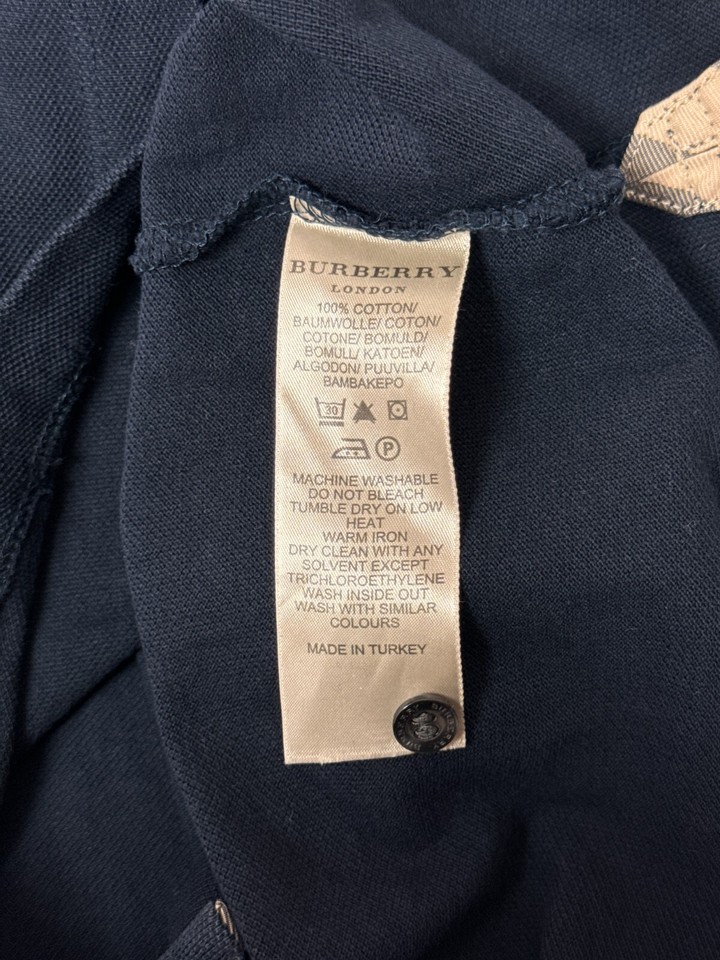 BURBERRY
LONDON
100% COTTON/
BAUMWOLLE/ COTON/
COTONE/ BOMULD/
BOMULL/ KATOEN/
ALGODON/ PUUVILLA/
BAMBAKEPO
30
P
MACHINE WASHABLE
DO NOT BLEACH
TUMBLE DRY ON LOW
HEAT
WARM IRON
DRY CLEAN WITH ANY
SOLVENT EXCEPT
TRICHLOROETHYLENE
WASH INSIDE OUT
WASH WITH SIMILAR
COLOURS
MADE IN TURKEY